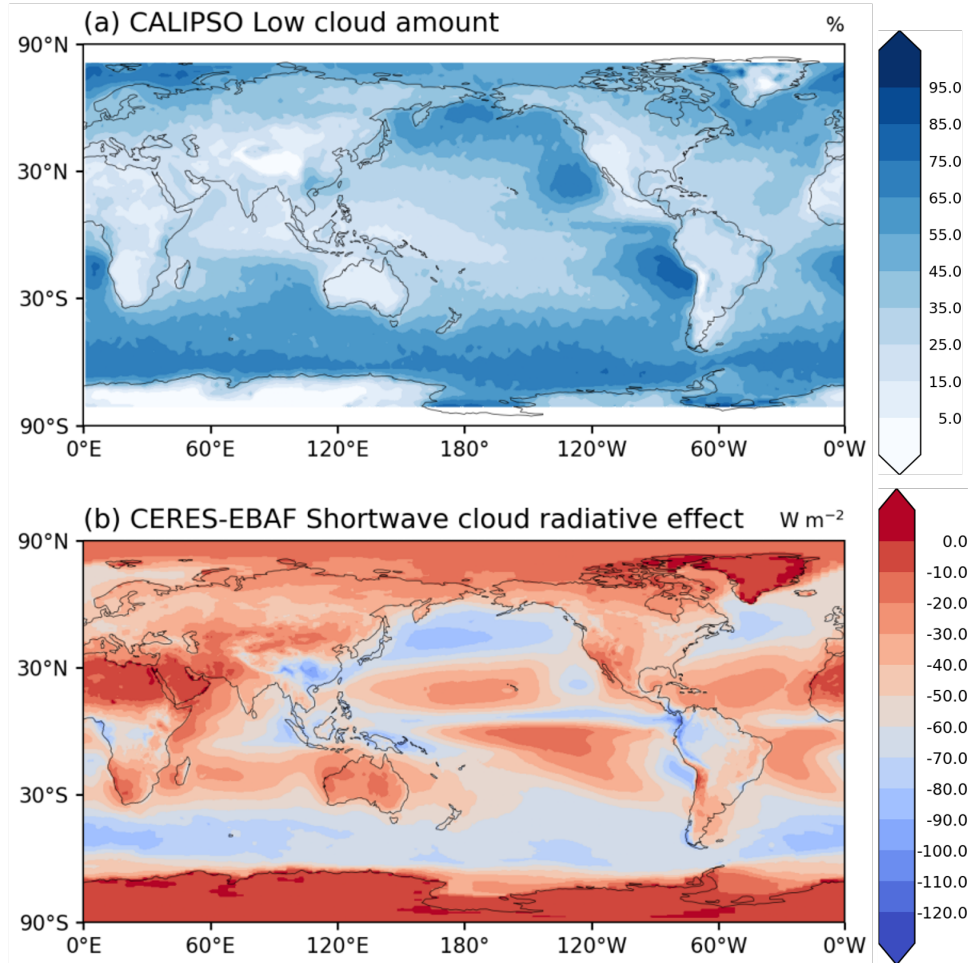 (a) CALIPSO Low cloud amount %
90°N
30°N
30°S
90°S
0°E 60°E 120°E 180° 120°W 60°W 0°W
95.0
85.0
75.0
65.0
55.0
45.0
35.0
25.0
15.0
5.0
(b) CERES-EBAF Shortwave cloud radiative effect W m⁻²
90°N
30°N
30°S
90°S
0°E 60°E 120°E 180° 120°W 60°W 0°W
0.0
-10.0
-20.0
-30.0
-40.0
-50.0
-60.0
-70.0
-80.0
-90.0
-100.0
-110.0
-120.0